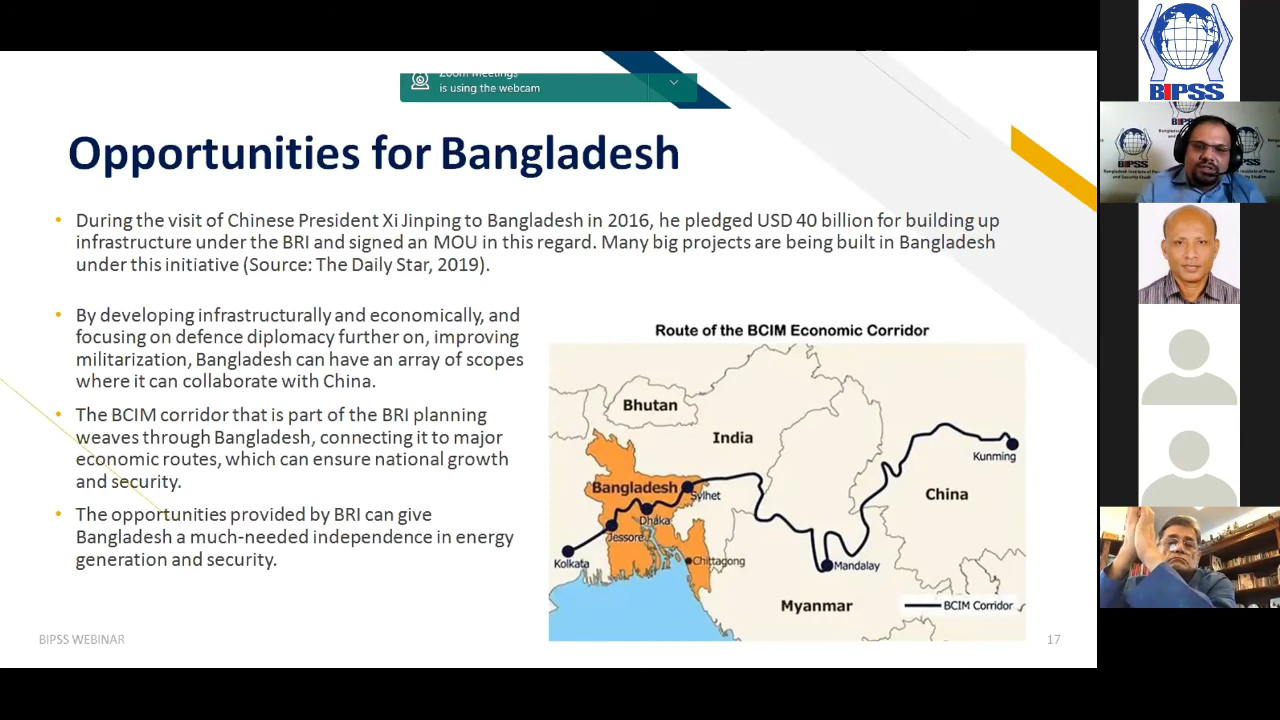 Zoom Meetings
is using the webcam
Opportunities for Bangladesh
• During the visit of Chinese President Xi Jinping to Bangladesh in 2016, he pledged USD 40 billion for building up
infrastructure under the BRI and signed an MOU in this regard. Many big projects are being built in Bangladesh
under this initiative (Source: The Daily Star, 2019).
• By developing infrastructurally and economically, and
focusing on defence diplomacy further on, improving
militarization, Bangladesh can have an array of scopes
where it can collaborate with China.
• The BCIM corridor that is part of the BRI planning
weaves through Bangladesh, connecting it to major
economic routes, which can ensure national growth
and security.
• The opportunities provided by BRI can give
Bangladesh a much-needed independence in energy
generation and security.
Route of the BCIM Economic Corridor
Bhutan
India
Kunming
Bangladesh
Sylhet
China
Dhaka
Jessore
Kolkata
Chittagong
Mandalay
Myanmar
BCIM Corridor
BIPSS WEBINAR
17
BIPSS
BIPSS